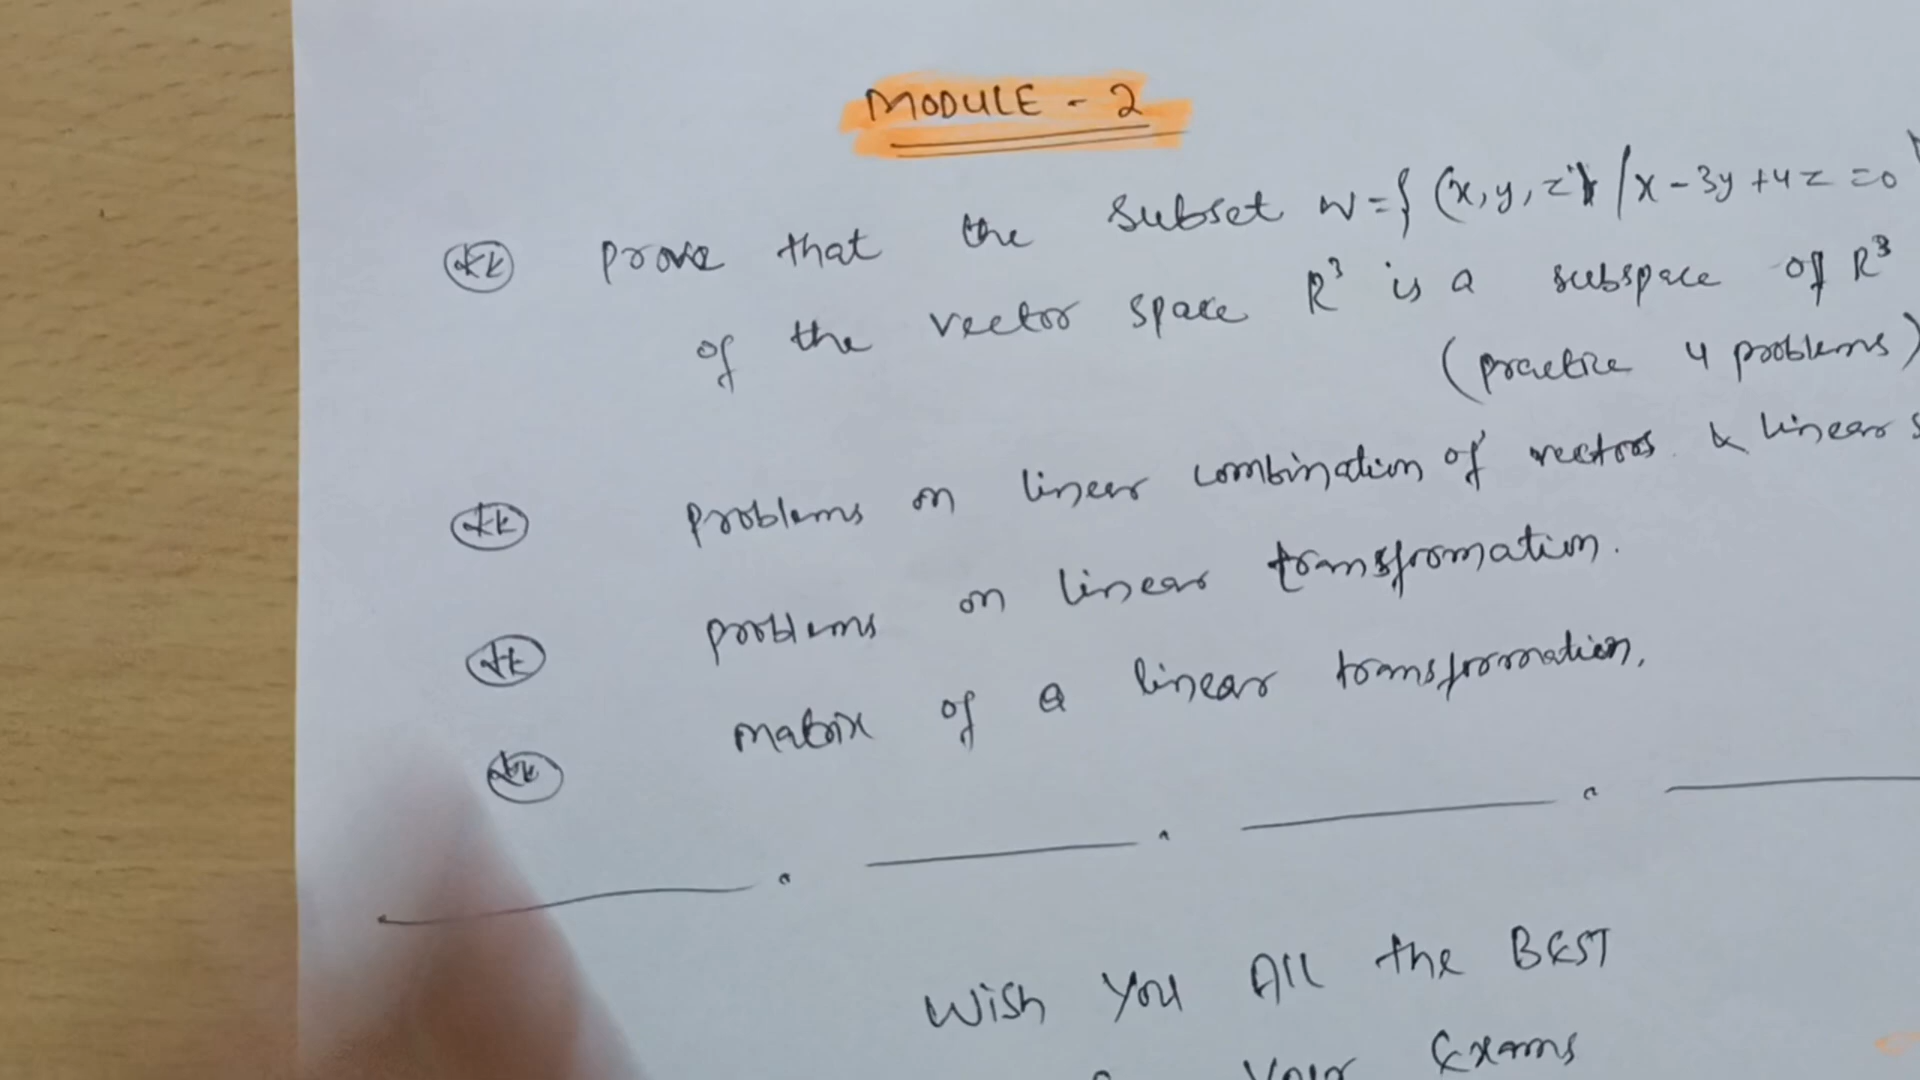 MODULE - 2
prove that the subset W = { (x, y, z) / x - 3y + 4z = 0
of the vector space R³ is a subspace of R³
(practice 4 problems)
problems on linear combination of vectors & linear
problems on linear transfromation.
matrix of a linear transformation.
Wish You All the BEST
Your Exams